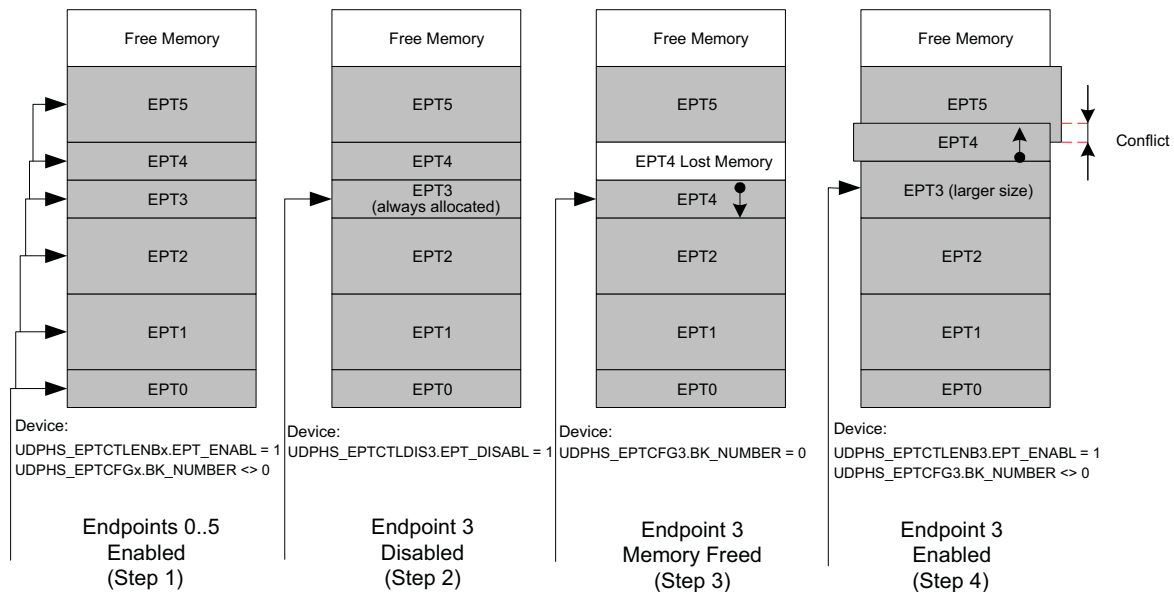 Free Memory
EPT5
EPT4
EPT3
EPT2
EPT1
EPT0
Device:
UDPHS_EPTCTLENBx.EPT_ENABL = 1
UDPHS_EPTCFGx.BK_NUMBER <> 0
Endpoints 0..5
Enabled
(Step 1)
Free Memory
EPT5
EPT4
EPT3
(always allocated)
EPT2
EPT1
EPT0
Device:
UDPHS_EPTCTLDIS3.EPT_DISABL = 1
Endpoint 3
Disabled
(Step 2)
Free Memory
EPT5
EPT4 Lost Memory
EPT4
EPT2
EPT1
EPT0
Device:
UDPHS_EPTCFG3.BK_NUMBER = 0
Endpoint 3
Memory Freed
(Step 3)
Free Memory
EPT5
EPT4
Conflict
EPT3 (larger size)
EPT2
EPT1
EPT0
Device:
UDPHS_EPTCTLENB3.EPT_ENABL = 1
UDPHS_EPTCFG3.BK_NUMBER <> 0
Endpoint 3
Enabled
(Step 4)